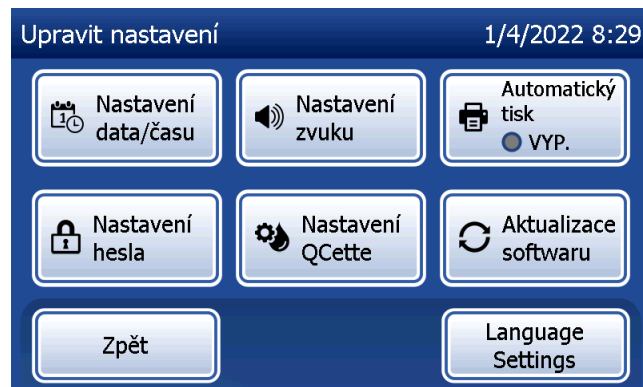 Upravit nastavení
1/4/2022 8:29
Nastavení
data/času
Nastavení
zvuku
Automatický
tisk
VYP.
Nastavení
hesla
Nastavení
QCette
Aktualizace
softwaru
Zpět
Language
Settings